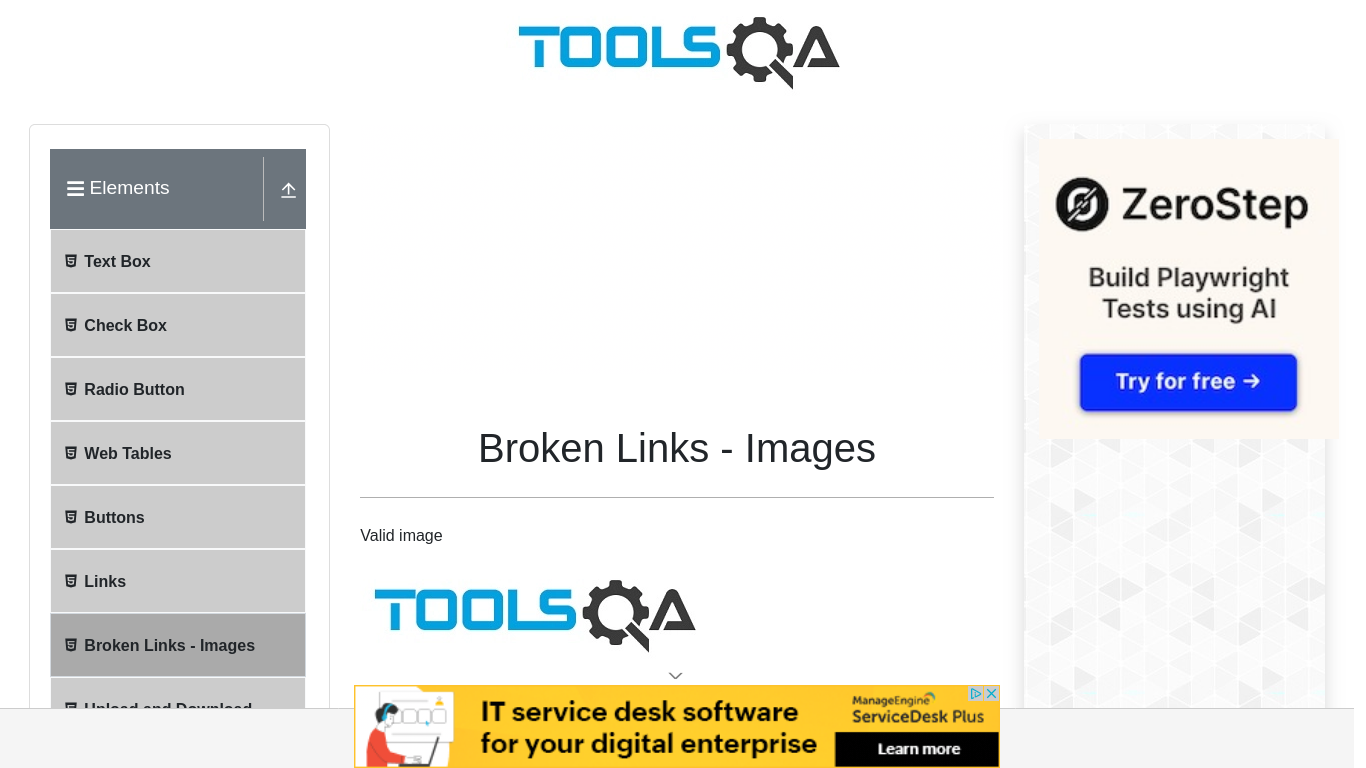 TOOLSQA
Elements
Text Box
Check Box
Radio Button
Web Tables
Buttons
Links
Broken Links - Images
Upload and Download
Broken Links - Images
Valid image
TOOLSQA
ZeroStep
Build Playwright
Tests using AI
Try for free →
IT service desk software
for your digital enterprise
ManageEngine
ServiceDesk Plus
Learn more